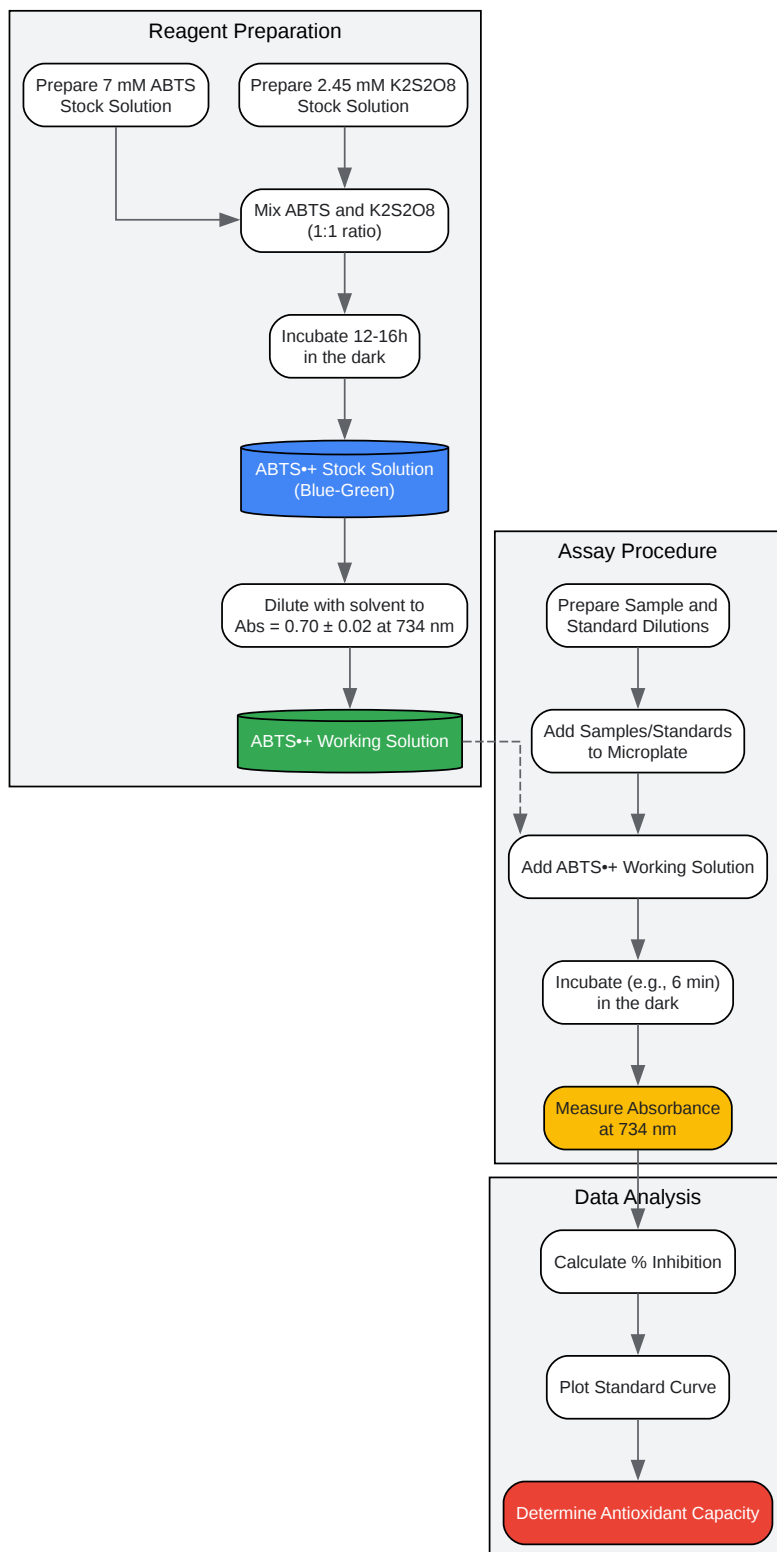 Reagent Preparation
Prepare 7 mM ABTS
Stock Solution
Prepare 2.45 mM K2S2O8
Stock Solution
Mix ABTS and K2S2O8
(1:1 ratio)
Incubate 12-16h
in the dark
ABTS•+ Stock Solution
(Blue-Green)
Dilute with solvent to
Abs = 0.70 ± 0.02 at 734 nm
ABTS•+ Working Solution
Assay Procedure
Prepare Sample and
Standard Dilutions
Add Samples/Standards
to Microplate
Add ABTS•+ Working Solution
Incubate (e.g., 6 min)
in the dark
Measure Absorbance
at 734 nm
Data Analysis
Calculate % Inhibition
Plot Standard Curve
Determine Antioxidant Capacity